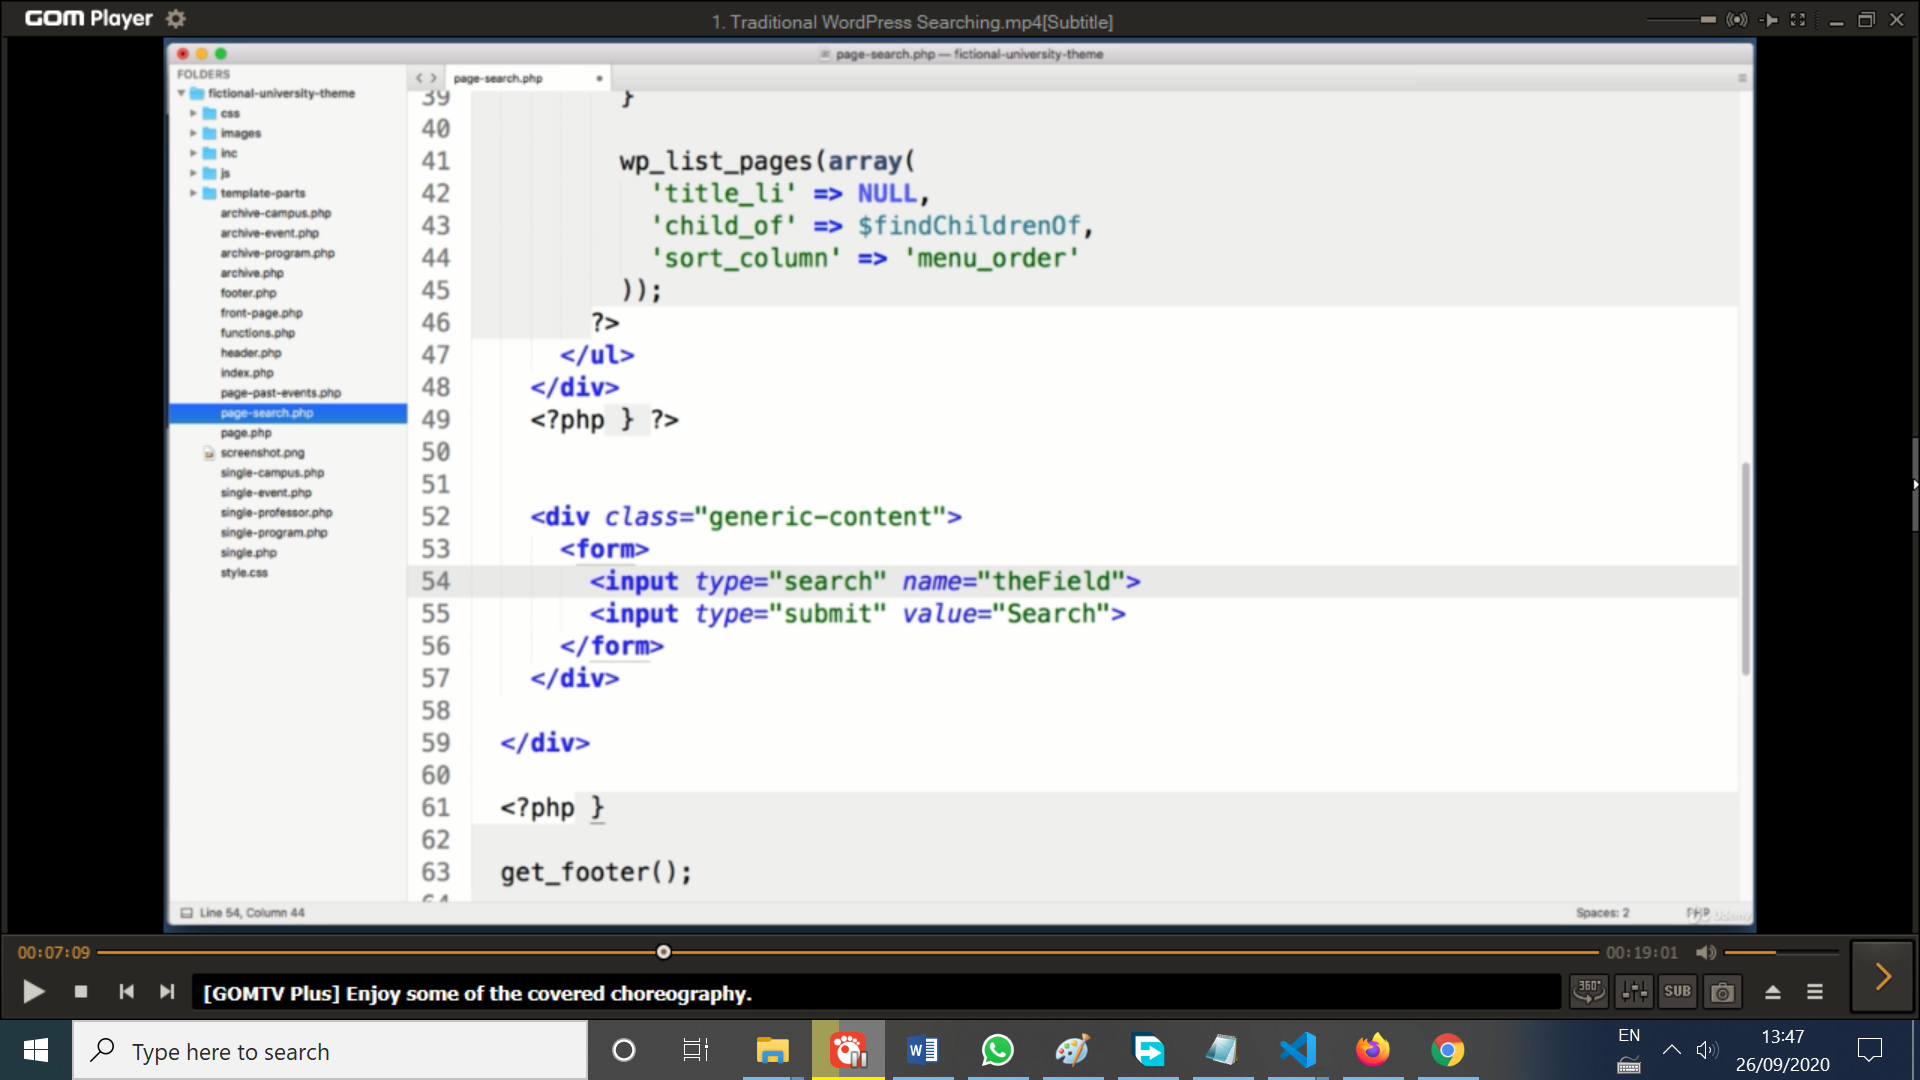 GOM Player
1. Traditional WordPress Searching.mp4[Subtitle]
page-search.php — fictional-university-theme
FOLDERS
fictional-university-theme
css
images
inc
js
template-parts
archive-campus.php
archive-event.php
archive-program.php
archive.php
footer.php
front-page.php
functions.php
header.php
index.php
page-past-events.php
page-search.php
page.php
screenshot.png
single-campus.php
single-event.php
single-professor.php
single-program.php
single.php
style.css
page-search.php
39 }
40
41 wp_list_pages(array(
42 'title_li' => NULL,
43 'child_of' => $findChildrenOf,
44 'sort_column' => 'menu_order'
45 ));
46 ?>
47 </ul>
48 </div>
49 <?php } ?>
50
51
52 <div class="generic-content">
53 <form>
54 <input type="search" name="theField">
55 <input type="submit" value="Search">
56 </form>
57 </div>
58
59 </div>
60
61 <?php }
62
63 get_footer();
64
Line 54, Column 44
Spaces: 2
PHP
Udemy
00:07:09
00:19:01
[GOMTV Plus] Enjoy some of the covered choreography.
360°
SUB
Type here to search
EN
13:47
26/09/2020